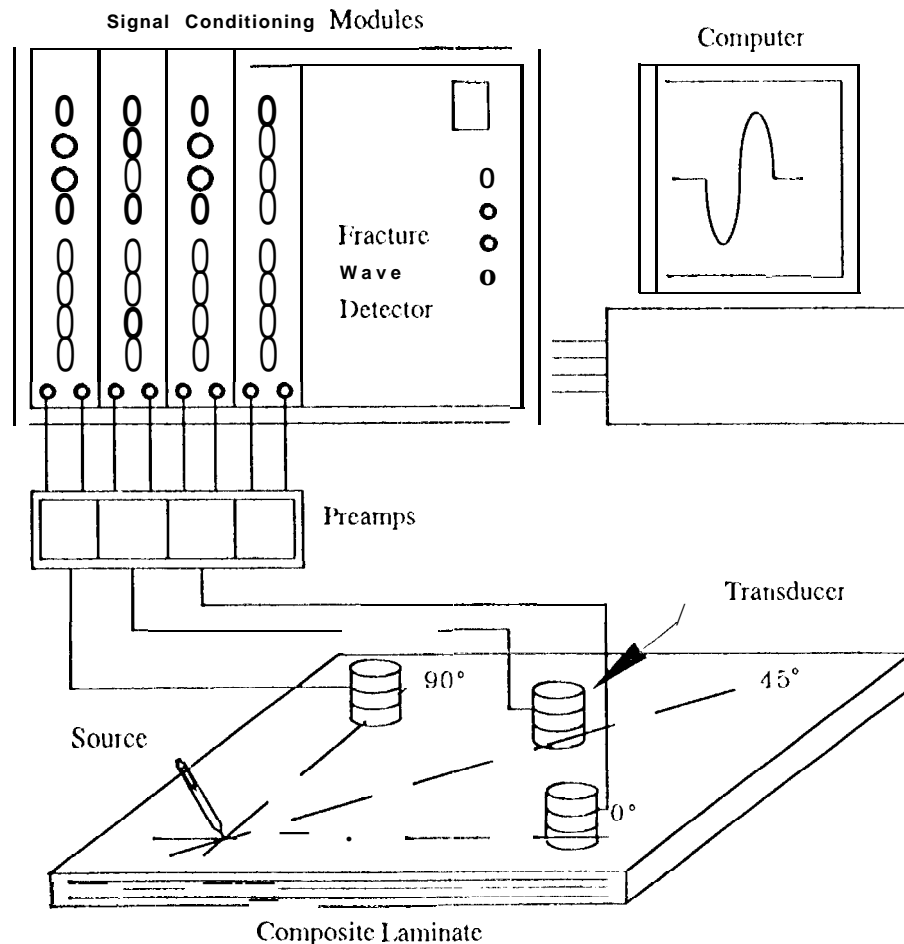 Signal Conditioning Modules
Computer
Fracture
Wave
Detector
Preamps
Transducer
90°
45°
Source
0°
Composite Laminate